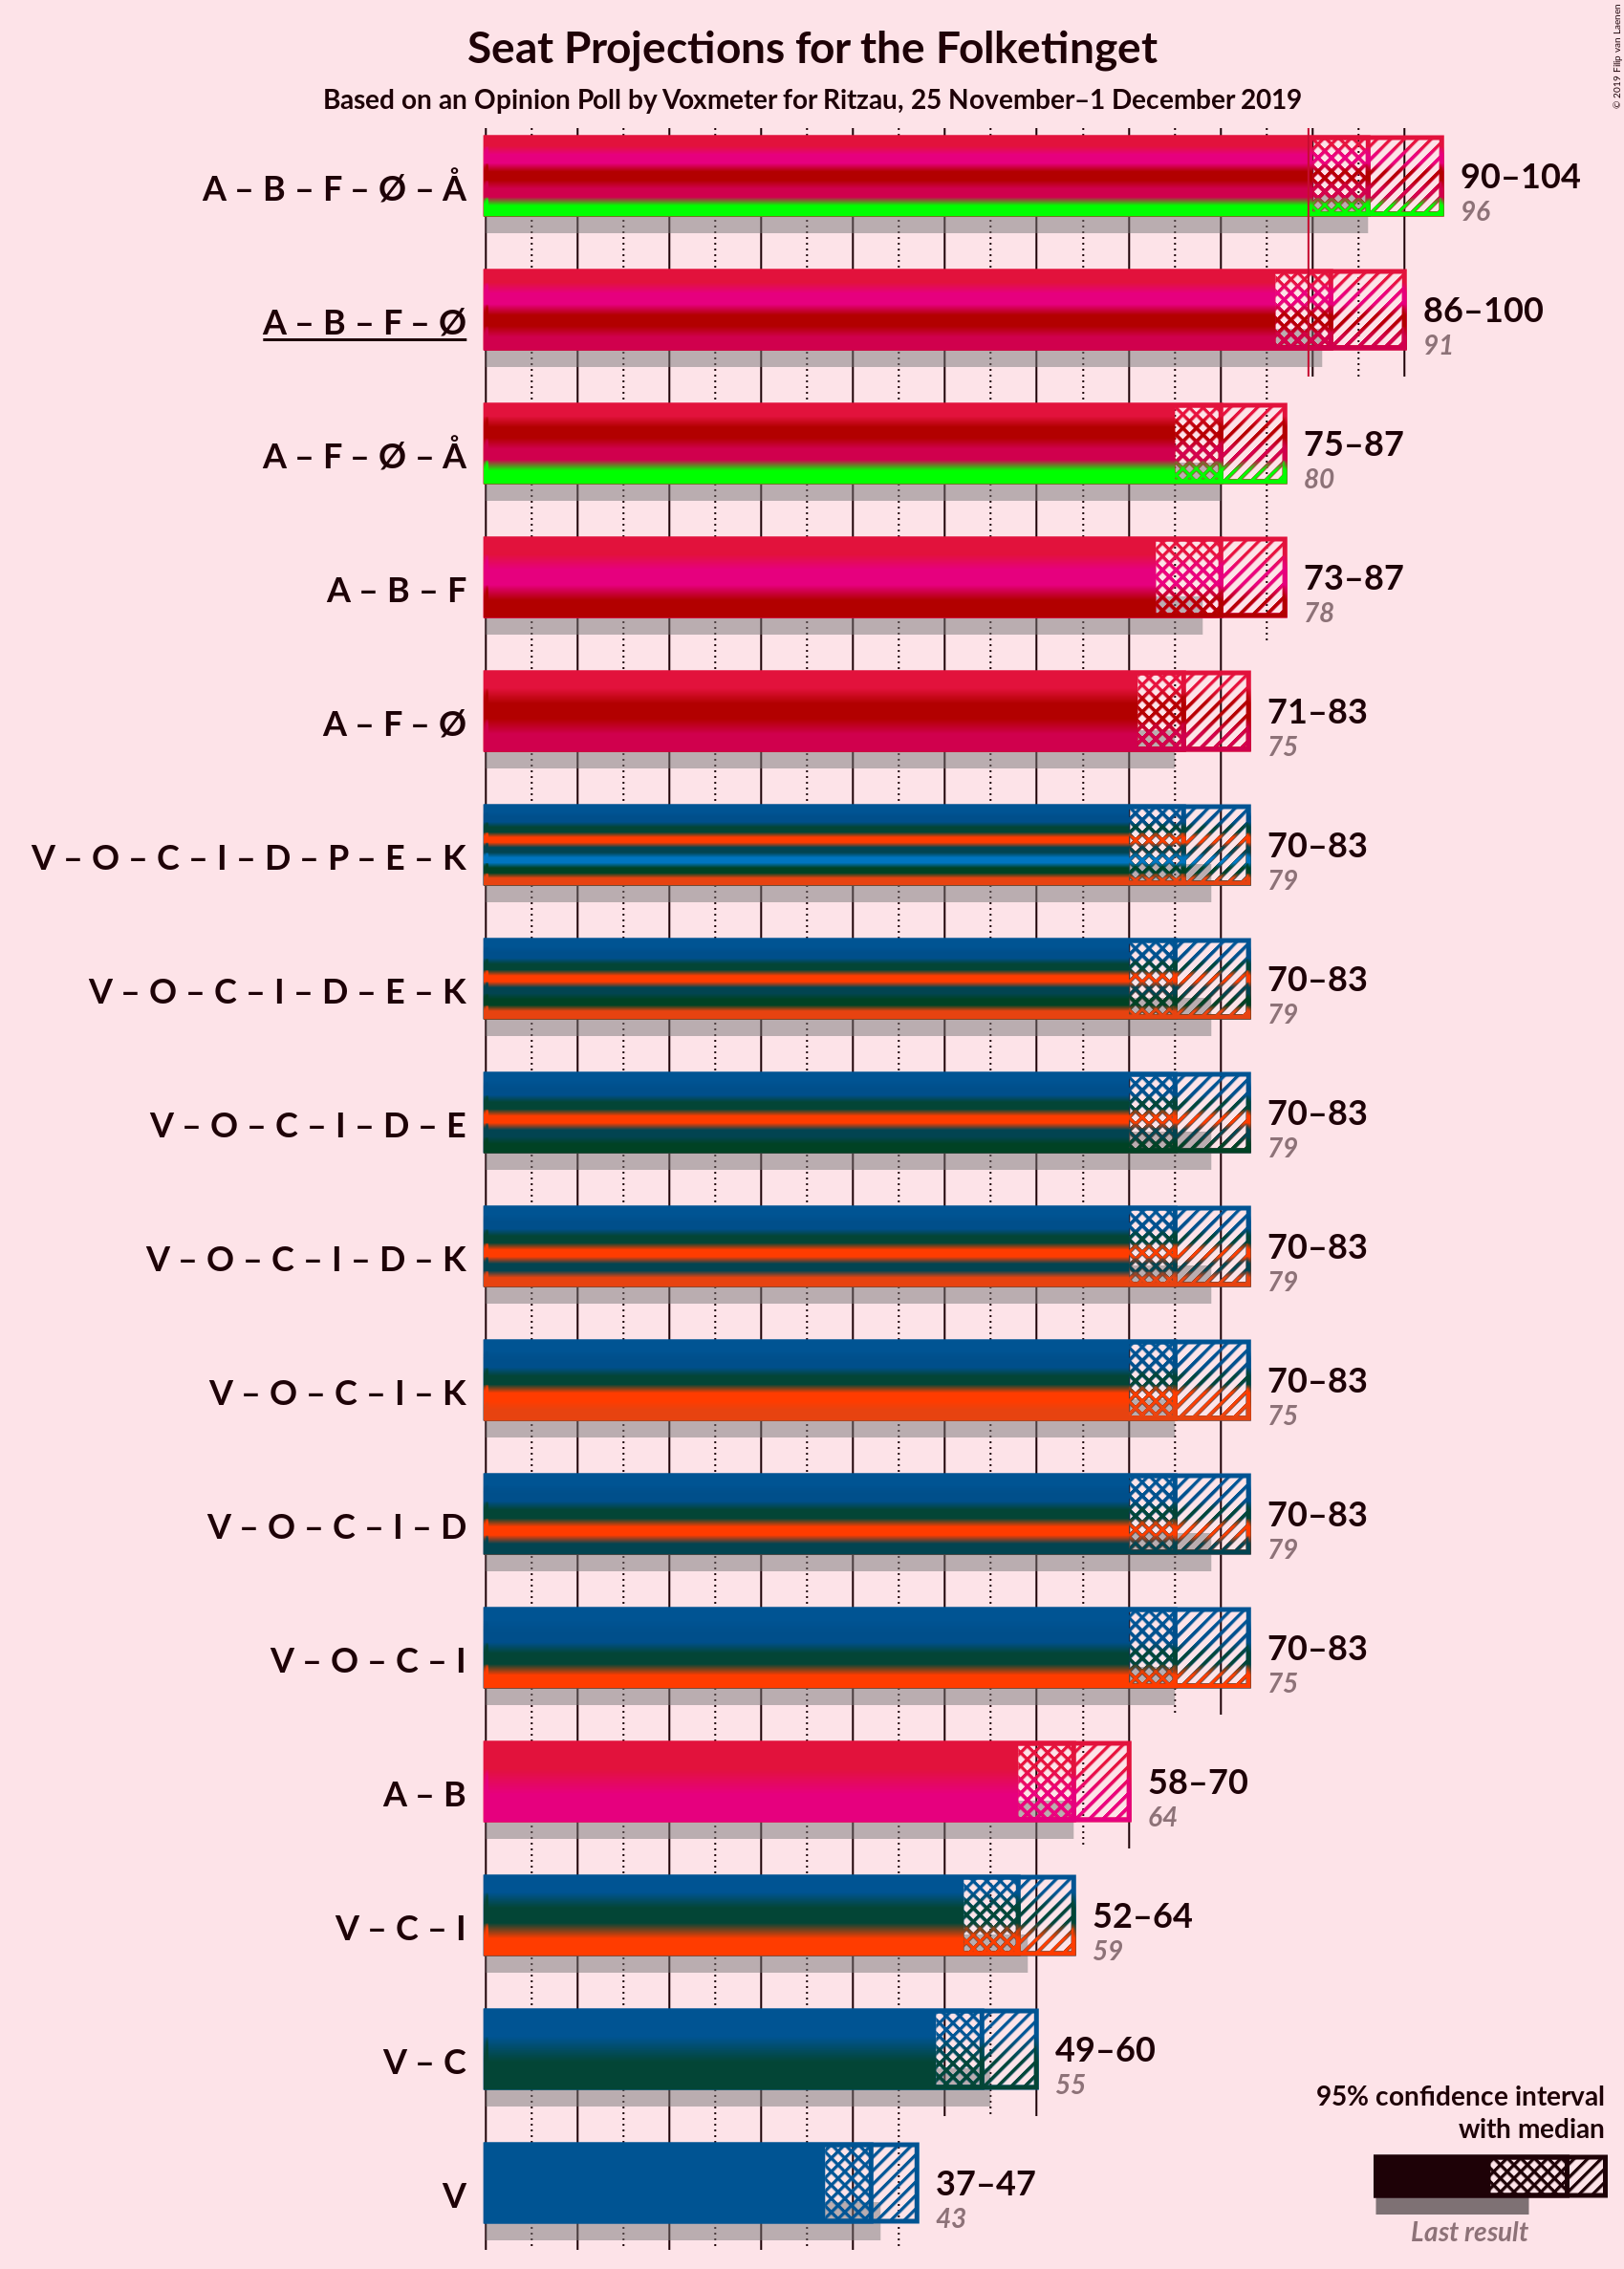 Seat Projections for the Folketinget
Based on an Opinion Poll by Voxmeter for Ritzau, 25 November–1 December 2019
© 2019 Filip van Laenen
A – B – F – Ø – Å
90–104
96
A – B – F – Ø
86–100
91
A – F – Ø – Å
75–87
80
A – B – F
73–87
78
A – F – Ø
71–83
75
V – O – C – I – D – P – E – K
70–83
79
V – O – C – I – D – E – K
70–83
79
V – O – C – I – D – E
70–83
79
V – O – C – I – D – K
70–83
79
V – O – C – I – K
70–83
75
V – O – C – I – D
70–83
79
V – O – C – I
70–83
75
A – B
58–70
64
V – C – I
52–64
59
V – C
49–60
55
V
37–47
43
95% confidence interval
with median
Last result